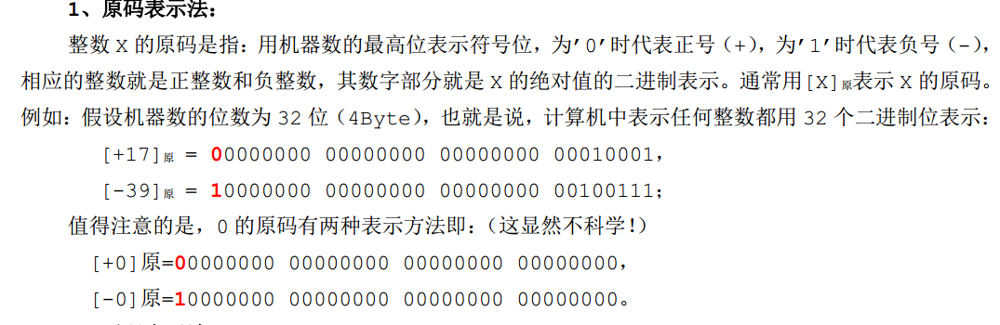 1、原码表示法:
整数 X 的原码是指:用机器数的最高位表示符号位,为'0'时代表正号(+),为'1'时代表负号(-),
相应的整数就是正整数和负整数,其数字部分就是 X 的绝对值的二进制表示。通常用[X]原表示 X 的原码。
例如:假设机器数的位数为 32 位(4Byte),也就是说,计算机中表示任何整数都用 32 个二进制位表示:
[+17]原 = 00000000 00000000 00000000 00010001,
[-39]原 = 10000000 00000000 00000000 00100111;
值得注意的是,0 的原码有两种表示方法即:(这显然不科学!)
[+0]原=00000000 00000000 00000000 00000000,
[-0]原=10000000 00000000 00000000 00000000。